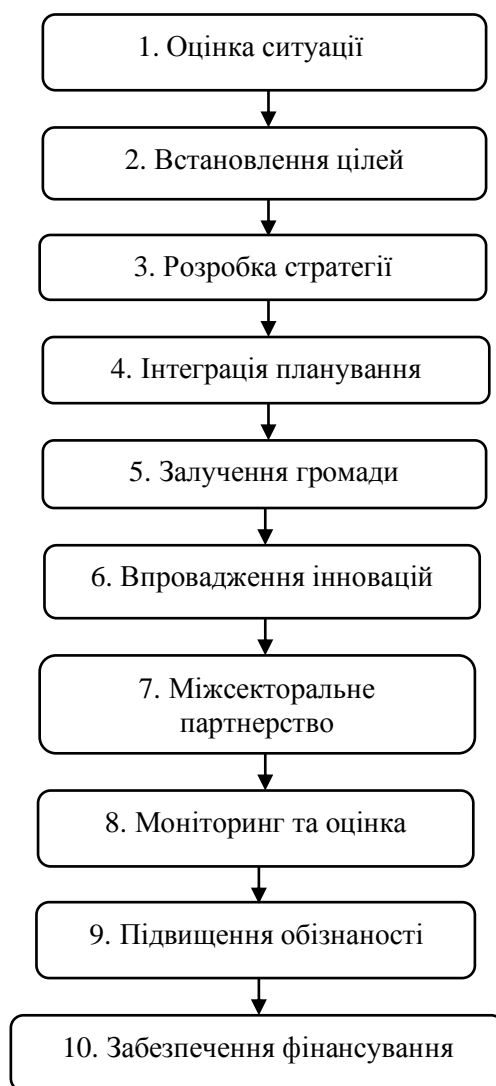 1. Оцінка ситуації
2. Встановлення цілей
3. Розробка стратегії
4. Інтеграція планування
5. Залучення громади
6. Впровадження інновацій
7. Міжсекторальне
партнерство
8. Моніторинг та оцінка
9. Підвищення обізнаності
10. Забезпечення фінансування